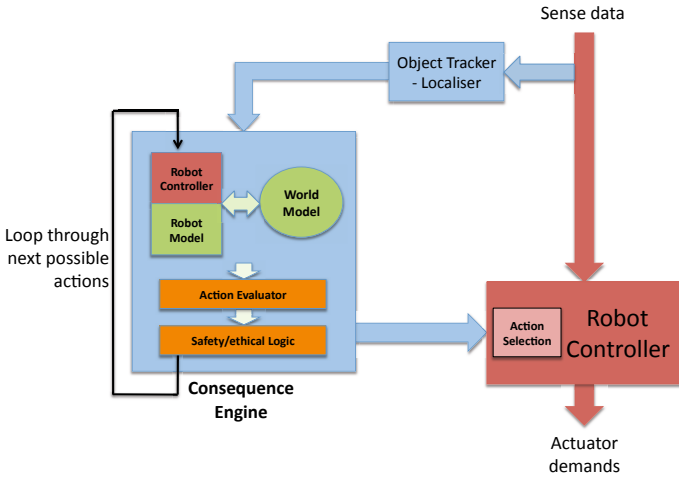 Sense data
Object Tracker
- Localiser
Robot
Controller
Robot
Model
World
Model
Loop through
next possible
actions
Action Evaluator
Safety/ethical Logic
Consequence
Engine
Action
Selection
Robot
Controller
Actuator
demands